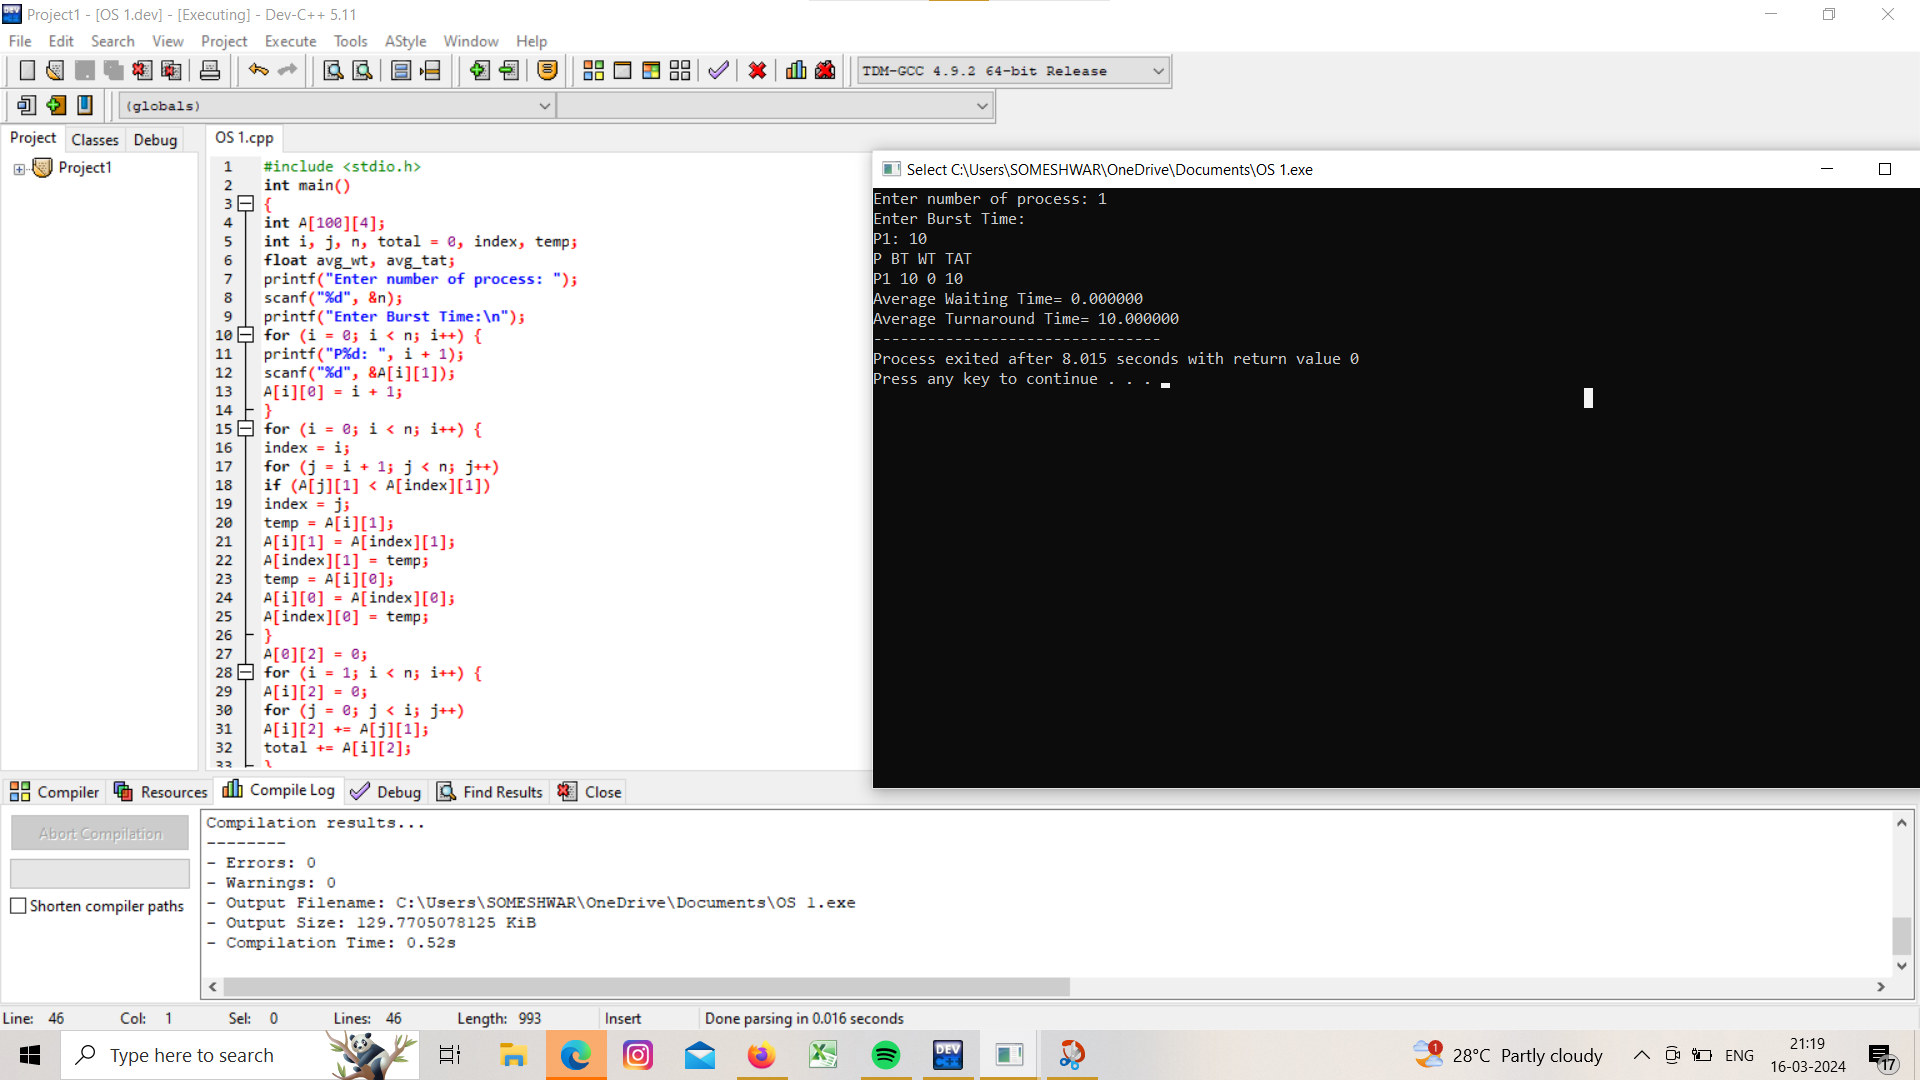 Project1 - [OS 1.dev] - [Executing] - Dev-C++ 5.11
File Edit Search View Project Execute Tools AStyle Window Help
TDM-GCC 4.9.2 64-bit Release
(globals)
Project Classes Debug
Project1
OS 1.cpp
1 #include <stdio.h>
2 int main()
3 {
4 int A[100][4];
5 int i, j, n, total = 0, index, temp;
6 float avg_wt, avg_tat;
7 printf("Enter number of process: ");
8 scanf("%d", &n);
9 printf("Enter Burst Time:\n");
10 for (i = 0; i < n; i++) {
11 printf("P%d: ", i + 1);
12 scanf("%d", &A[i][1]);
13 A[i][0] = i + 1;
14 }
15 for (i = 0; i < n; i++) {
16 index = i;
17 for (j = i + 1; j < n; j++)
18 if (A[j][1] < A[index][1])
19 index = j;
20 temp = A[i][1];
21 A[i][1] = A[index][1];
22 A[index][1] = temp;
23 temp = A[i][0];
24 A[i][0] = A[index][0];
25 A[index][0] = temp;
26 }
27 A[0][2] = 0;
28 for (i = 1; i < n; i++) {
29 A[i][2] = 0;
30 for (j = 0; j < i; j++)
31 A[i][2] += A[j][1];
32 total += A[i][2];
33 }
Select C:\Users\SOMESHWAR\OneDrive\Documents\OS 1.exe
Enter number of process: 1
Enter Burst Time:
P1: 10
P BT WT TAT
P1 10 0 10
Average Waiting Time= 0.000000
Average Turnaround Time= 10.000000
--------------------------------
Process exited after 8.015 seconds with return value 0
Press any key to continue . . .
Compiler Resources Compile Log Debug Find Results Close
Abort Compilation
Shorten compiler paths
Compilation results...
--------
- Errors: 0
- Warnings: 0
- Output Filename: C:\Users\SOMESHWAR\OneDrive\Documents\OS 1.exe
- Output Size: 129.7705078125 KiB
- Compilation Time: 0.52s
Line: 46 Col: 1 Sel: 0 Lines: 46 Length: 993 Insert Done parsing in 0.016 seconds
Type here to search
DEV C++
1
28°C Partly cloudy
ENG
21:19
16-03-2024
17